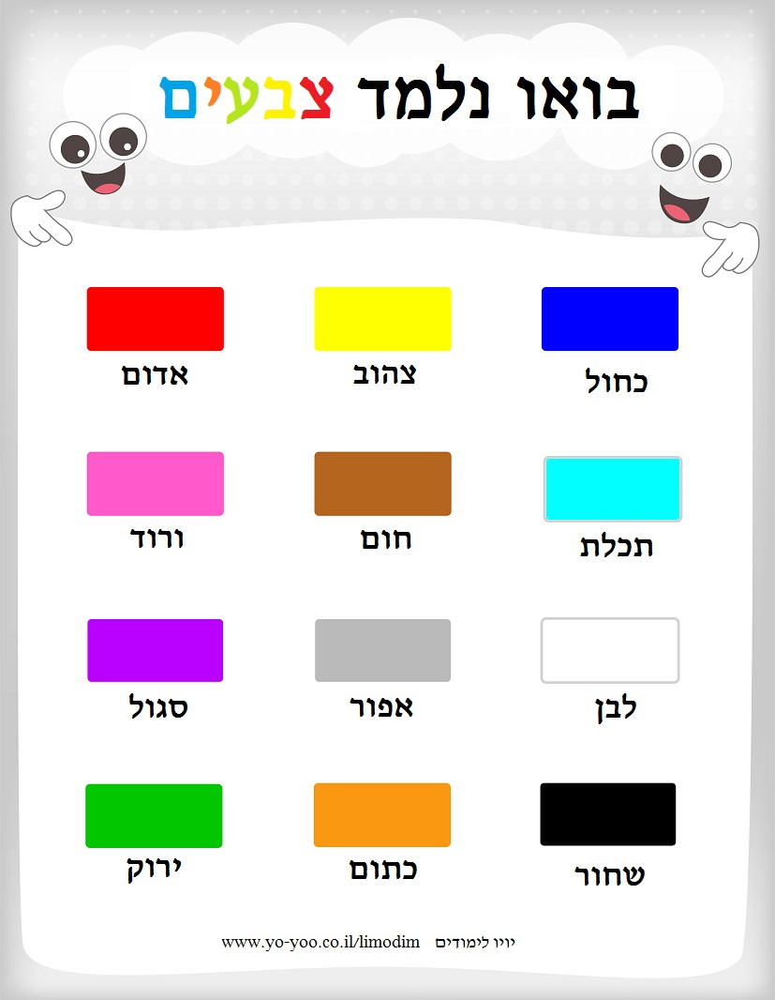 בואו נלמד צבעים
כחול צהוב אדום
תכלת חום ורוד
לבן אפור סגול
שחור כתום ירוק
יויו לימודים www.yo-yoo.co.il/limodim